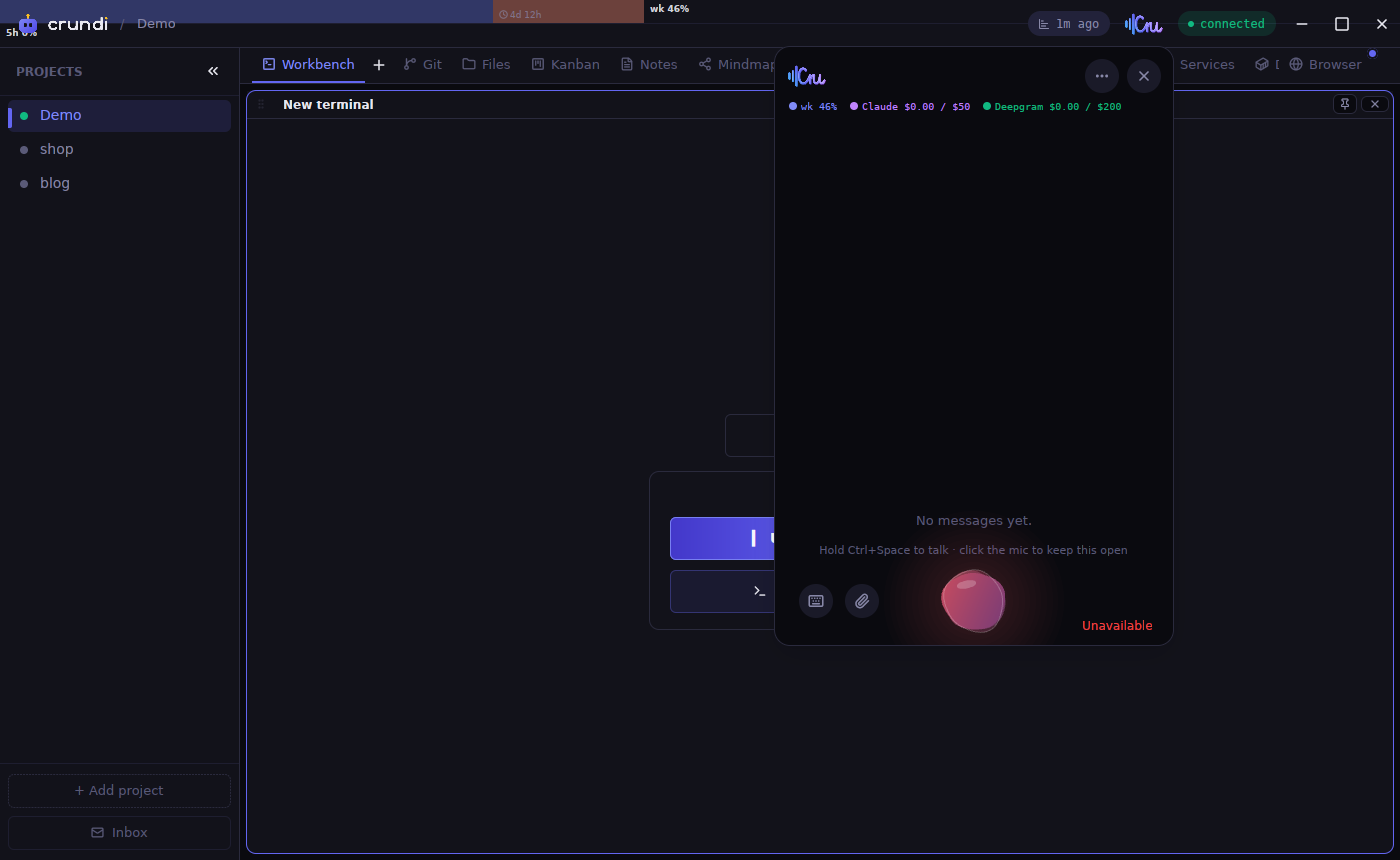 4d 12h
wk 46%
5h 0%
crundi / Demo
1m ago
Cru
connected
PROJECTS
Demo
shop
blog
+ Add project
Inbox
Workbench
+
Git
Files
Kanban
Notes
Mindmap
Services
Browser
New terminal
Cru
wk 46%
Claude $0.00 / $50
Deepgram $0.00 / $200
No messages yet.
Hold Ctrl+Space to talk · click the mic to keep this open
Unavailable